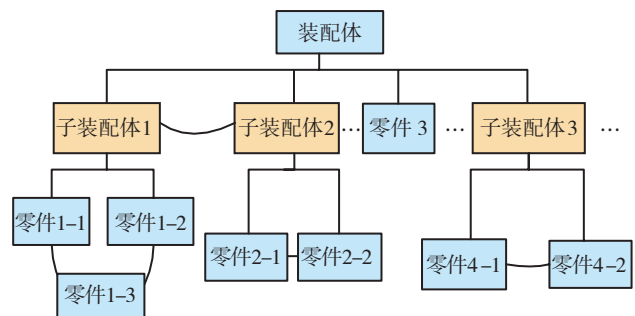 装配体
子装配体1
子装配体2
…
零件 3
…
子装配体3
…
零件1–1
零件1–2
零件2–1
零件2–2
零件4–1
零件4–2
零件1–3